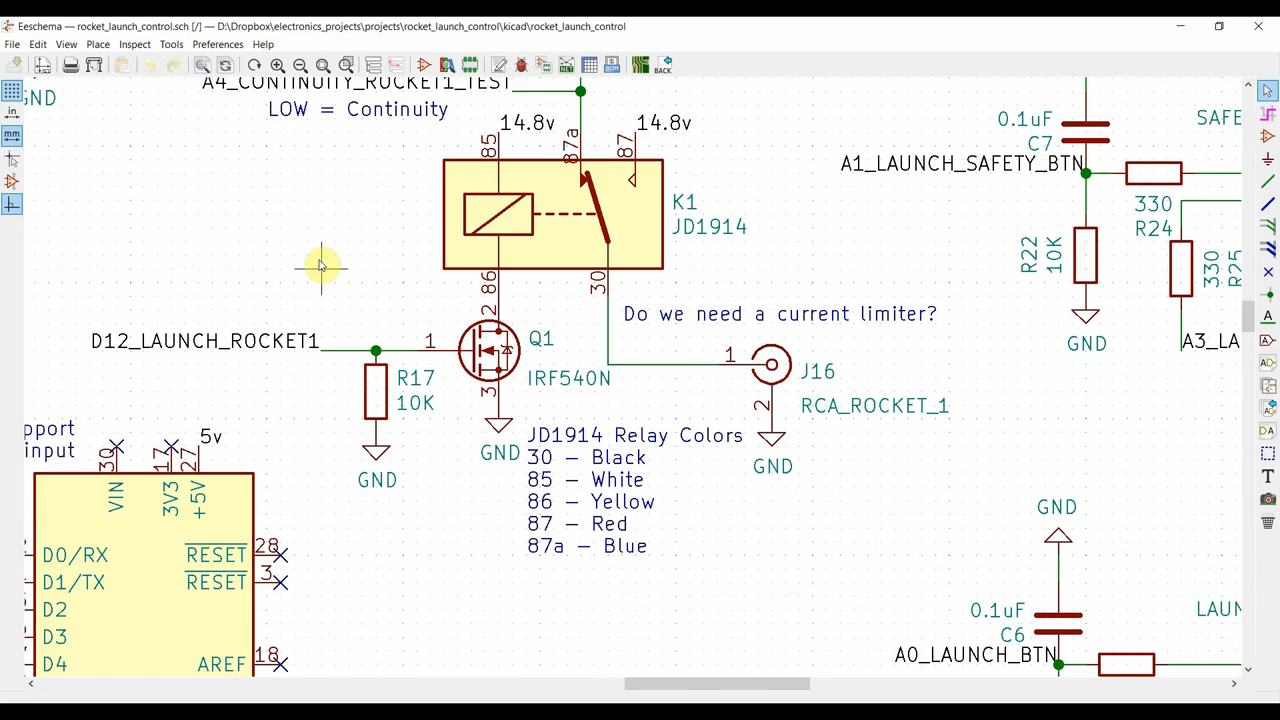 Eeschema — rocket_launch_control.sch [/] — D:\Dropbox\electronics_projects\projects\rocket_launch_control\kicad\rocket_launch_control
File Edit View Place Inspect Tools Preferences Help
BOM
BACK
in
mm
GND
A4_CONTINUITY_ROCKET1_TEST
LOW = Continuity
14.8v
14.8v
85
87a
87
K1
JD1914
86
30
2
Do we need a current limiter?
D12_LAUNCH_ROCKET1
1
Q1
IRF540N
R17
10K
3
GND
GND
1
J16
2
RCA_ROCKET_1
GND
JD1914 Relay Colors
30 – Black
85 – White
86 – Yellow
87 – Red
87a – Blue
pport
input
5v
30
17
27
VIN
3V3
+5V
D0/RX
RESET
28
D1/TX
RESET
3
D2
D3
D4
AREF
18
0.1uF
C7
SAFE
A1_LAUNCH_SAFETY_BTN
330
R24
R22
10K
330
R25
GND
A3_LA
GND
0.1uF
C6
LAUN
A0_LAUNCH_BTN